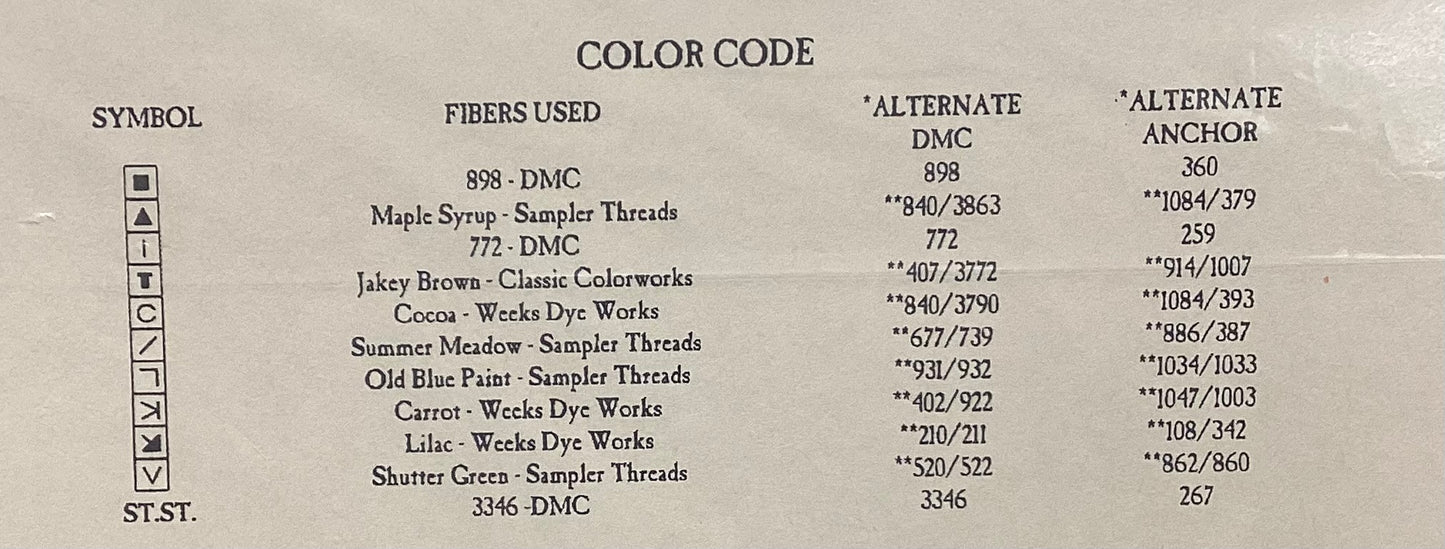 COLOR CODE
SYMBOL FIBERS USED *ALTERNATE DMC *ALTERNATE ANCHOR
■ 898 - DMC 898 360
▲ Maple Syrup - Sampler Threads **840/3863 **1084/379
i 772 - DMC 772 259
T Jakey Brown - Classic Colorworks **407/3772 **914/1007
C Cocoa - Weeks Dye Works **840/3790 **1084/393
/ Summer Meadow - Sampler Threads **677/739 **886/387
⅂ Old Blue Paint - Sampler Threads **931/932 **1034/1033
Carrot - Weeks Dye Works **402/922 **1047/1003
Lilac - Weeks Dye Works **210/211 **108/342
V Shutter Green - Sampler Threads **520/522 **862/860
ST.ST. 3346 -DMC 3346 267